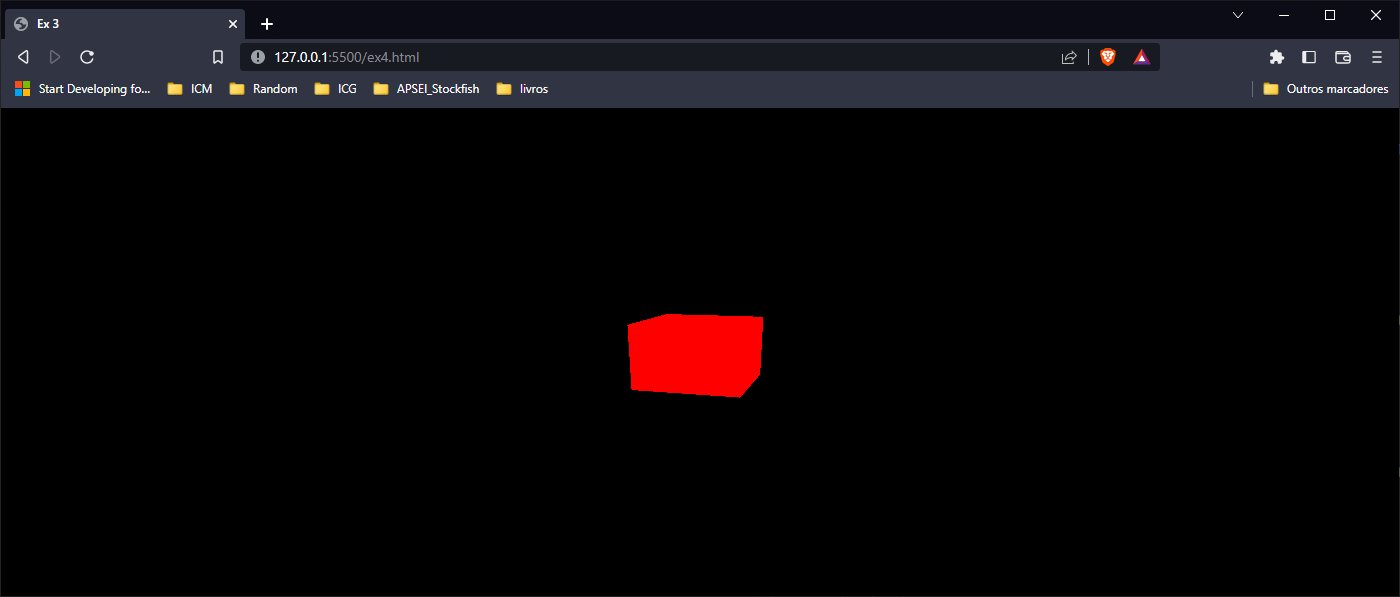 Ex 3
127.0.0.1:5500/ex4.html
Start Developing fo... ICM Random ICG APSEI_Stockfish livros Outros marcadores